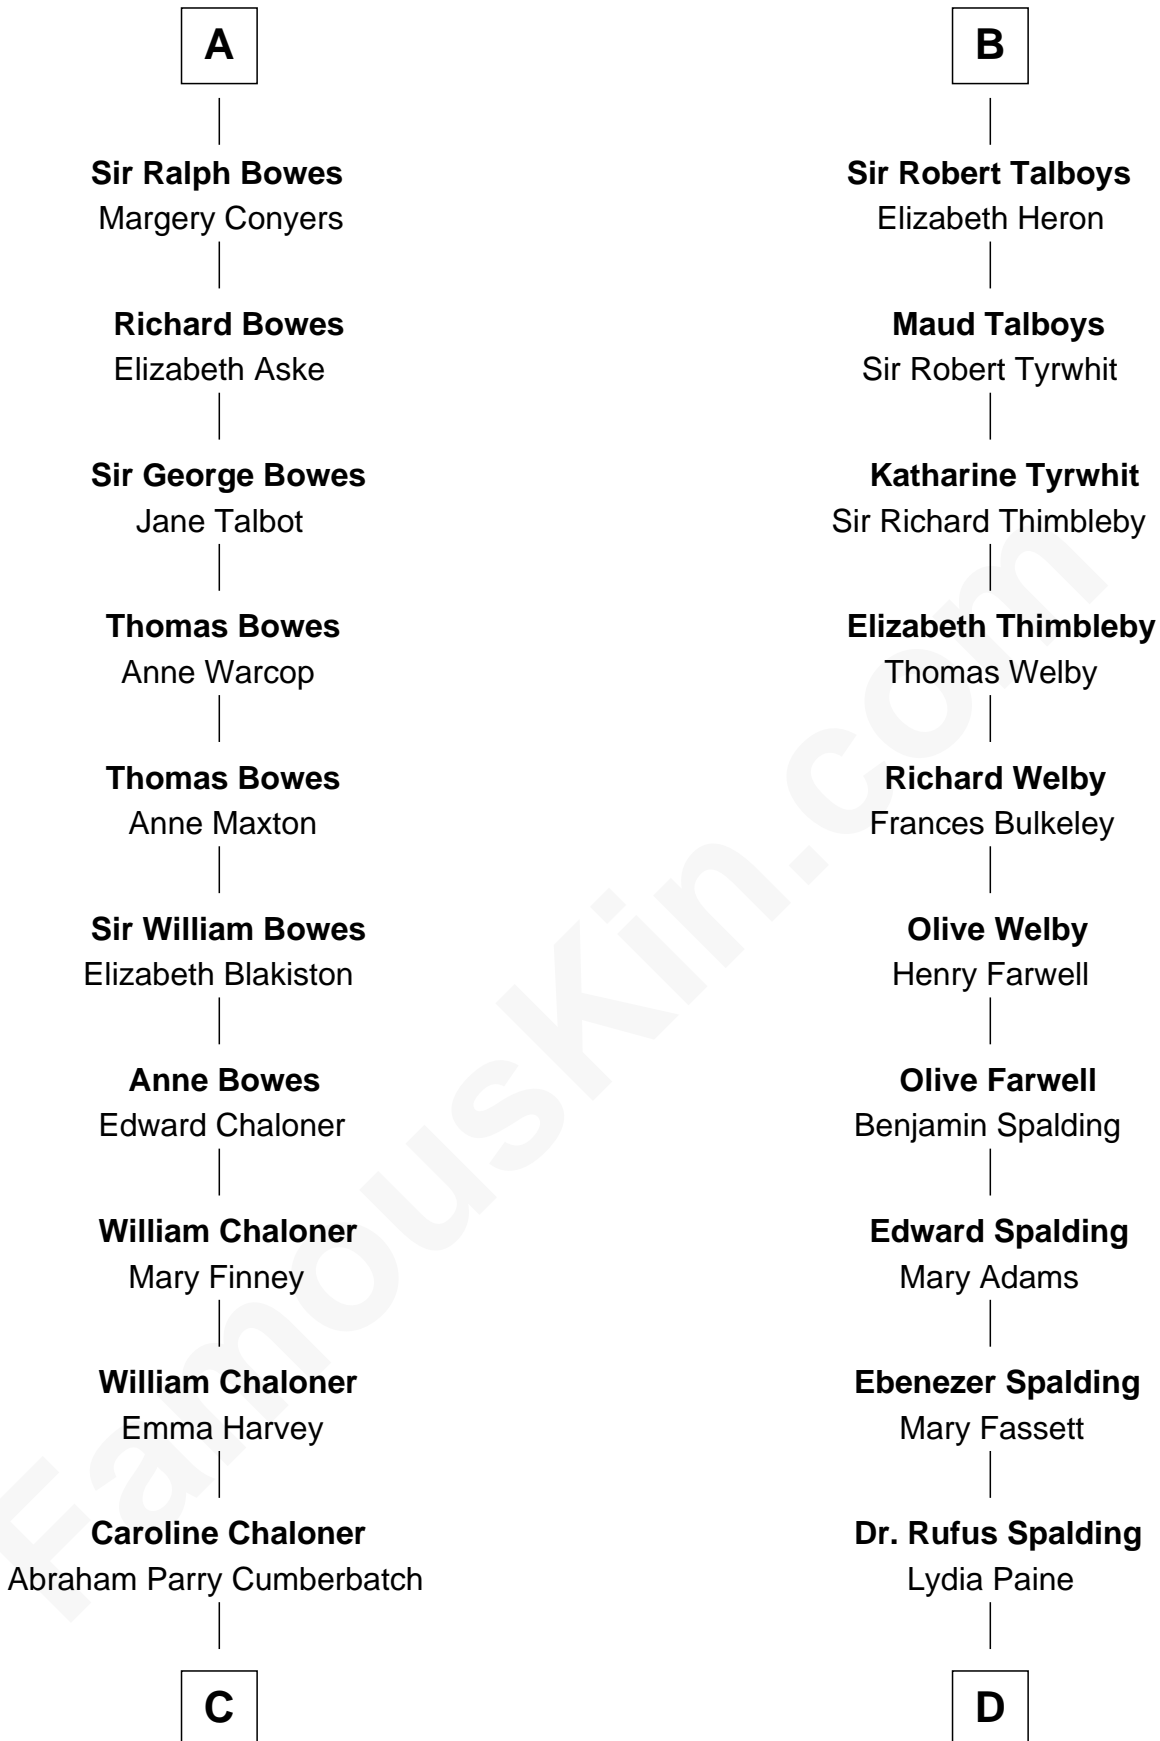 A
Sir Ralph Bowes
Margery Conyers
Richard Bowes
Elizabeth Aske
Sir George Bowes
Jane Talbot
Thomas Bowes
Anne Warcop
Thomas Bowes
Anne Maxton
Sir William Bowes
Elizabeth Blakiston
Anne Bowes
Edward Chaloner
William Chaloner
Mary Finney
William Chaloner
Emma Harvey
Caroline Chaloner
Abraham Parry Cumberbatch
C
B
Sir Robert Talboys
Elizabeth Heron
Maud Talboys
Sir Robert Tyrwhit
Katharine Tyrwhit
Sir Richard Thimbleby
Elizabeth Thimbleby
Thomas Welby
Richard Welby
Frances Bulkeley
Olive Welby
Henry Farwell
Olive Farwell
Benjamin Spalding
Edward Spalding
Mary Adams
Ebenezer Spalding
Mary Fassett
Dr. Rufus Spalding
Lydia Paine
D
FamousKin.com